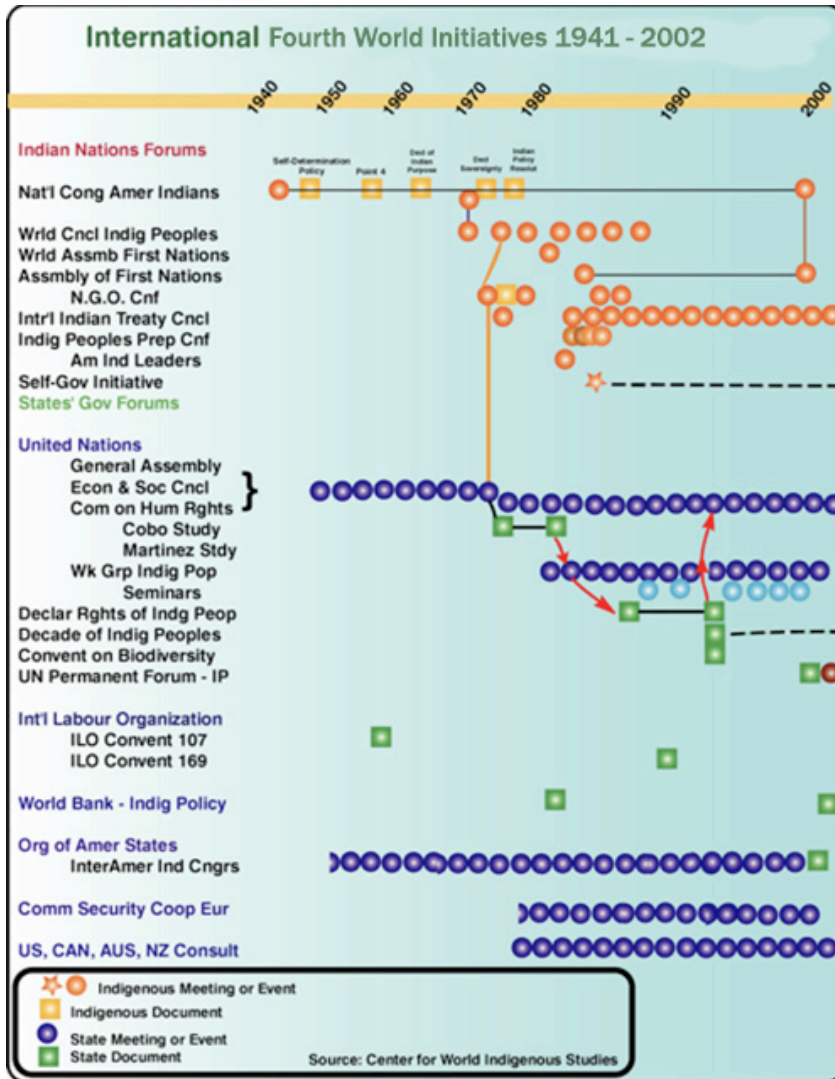 International Fourth World Initiatives 1941 - 2002
1940
1950
1960
1970
1980
1990
2000
Indian Nations Forums
Self-Determination
Policy
Point 4
Decl of
Indian
Purpose
Decl
Sovereignty
Indian
Policy
Resolut
Nat'l Cong Amer Indians
Wrld Cncl Indig Peoples
Wrld Assmb First Nations
Assmbly of First Nations
N.G.O. Cnf
Intr'l Indian Treaty Cncl
Indig Peoples Prep Cnf
Am Ind Leaders
Self-Gov Initiative
States' Gov Forums
United Nations
General Assembly
Econ & Soc Cncl
Com on Hum Rghts
Cobo Study
Martinez Stdy
Wk Grp Indig Pop
Seminars
Declar Rghts of Indg Peop
Decade of Indig Peoples
Convent on Biodiversity
UN Permanent Forum - IP
Int'l Labour Organization
ILO Convent 107
ILO Convent 169
World Bank - Indig Policy
Org of Amer States
InterAmer Ind Cngrs
Comm Security Coop Eur
US, CAN, AUS, NZ Consult
Indigenous Meeting or Event
Indigenous Document
State Meeting or Event
State Document
Source: Center for World Indigenous Studies